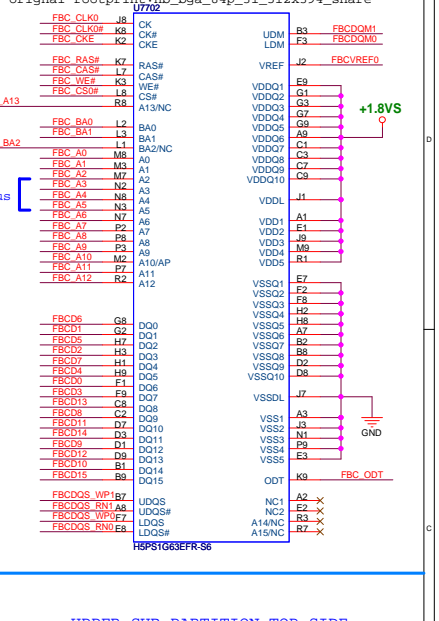 original footprint=nb_bga_84p_31_512x394_share
U7702
FBC_CLK0 J8 CK
FBC_CLK0# K8 CK# UDM B3 FBCDQM1
FBC_CKE K2 CKE LDM F3 FBCDQM0
FBC_RAS# K7 RAS# VREF J2 FBCVREF0
FBC_CAS# L7 CAS#
FBC_WE# K3 WE# VDDQ1 E9
FBC_CS0# L8 CS# VDDQ2 G1
_A13 R8 A13/NC VDDQ3 G3
VDDQ4 G7
+1.8VS
FBC_BA0 L2 BA0 VDDQ5 G9
FBC_BA1 L3 BA1 VDDQ6 A9
_BA2 L1 BA2/NC VDDQ7 C1
FBC_A0 M8 A0 VDDQ8 C3
FBC_A1 M3 A1 VDDQ9 C7
FBC_A2 M7 A2 VDDQ10 C9
FBC_A3 N2 A3
us FBC_A4 N8 A4 VDDL J1
FBC_A5 N3 A5
FBC_A6 N7 A6 VDD1 A1
FBC_A7 P2 A7 VDD2 E1
FBC_A8 P8 A8 VDD3 J9
FBC_A9 P3 A9 VDD4 M9
FBC_A10 M2 A10/AP VDD5 R1
FBC_A11 P7 A11
FBC_A12 R2 A12 VSSQ1 E7
VSSQ2 F2
VSSQ3 F8
VSSQ4 H2
FBCD6 G8 DQ0 VSSQ5 H8
FBCD1 G2 DQ1 VSSQ6 A7
FBCD5 H7 DQ2 VSSQ7 B2
FBCD2 H3 DQ3 VSSQ8 B8
FBCD7 H1 DQ4 VSSQ9 D2
FBCD4 H9 DQ5 VSSQ10 D8
FBCD0 F1 DQ6
FBCD3 F9 DQ7 VSSDL J7
FBCD13 C8 DQ8
FBCD8 C2 DQ9 VSS1 A3
FBCD11 D7 DQ10 VSS2 J3
FBCD14 D3 DQ11 VSS3 N1
FBCD9 D1 DQ12 VSS4 P9
FBCD12 D9 DQ13 VSS5 E3
GND
FBCD10 B1 DQ14
FBCD15 B9 DQ15 ODT K9 FBC_ODT
FBCDQS_WP1 B7 UDQS NC1 A2
FBCDQS_RN1 A8 UDQS# NC2 E2
FBCDQS_WP0 F7 LDQS A14/NC R3
FBCDQS_RN0 E8 LDQS# A15/NC R7
H5PS1G63EFR-S6
D
C
UPPER SUB-PARTITION TOP SIDE